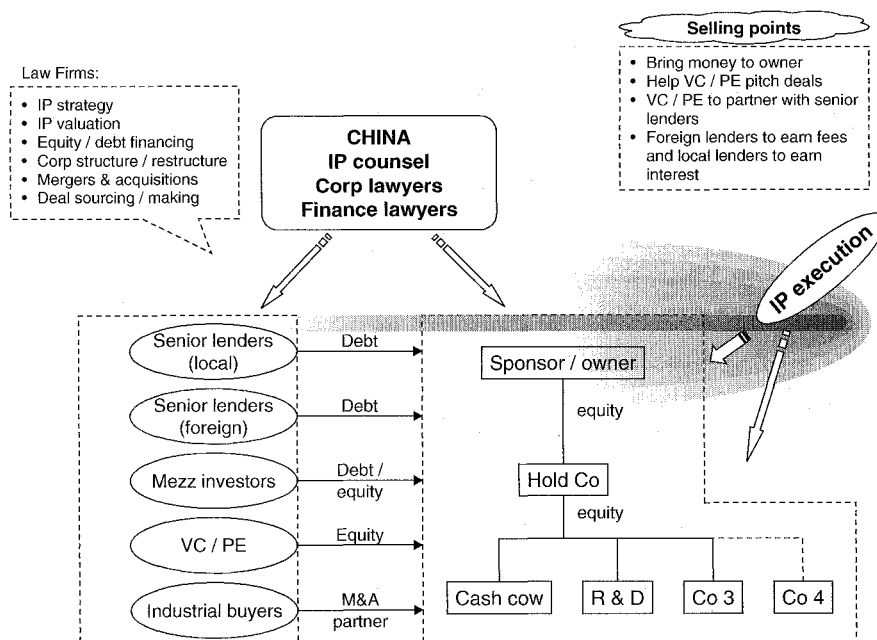 Selling points
• Bring money to owner
• Help VC / PE pitch deals
• VC / PE to partner with senior
lenders
• Foreign lenders to earn fees
and local lenders to earn
interest
Law Firms:
• IP strategy
• IP valuation
• Equity / debt financing
• Corp structure / restructure
• Mergers & acquisitions
• Deal sourcing / making
CHINA
IP counsel
Corp lawyers
Finance lawyers
IP execution
Senior lenders
(local)
Debt
Sponsor / owner
equity
Senior lenders
(foreign)
Debt
Mezz investors
Debt /
equity
Hold Co
equity
VC / PE
Equity
Cash cow
R & D
Co 3
Co 4
Industrial buyers
M&A
partner